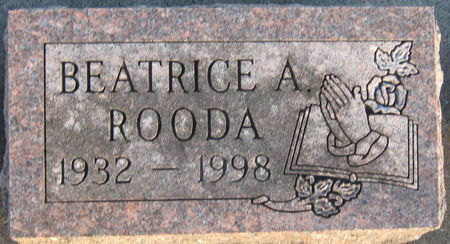 BEATRICE A.
ROODA
1932 – 1998